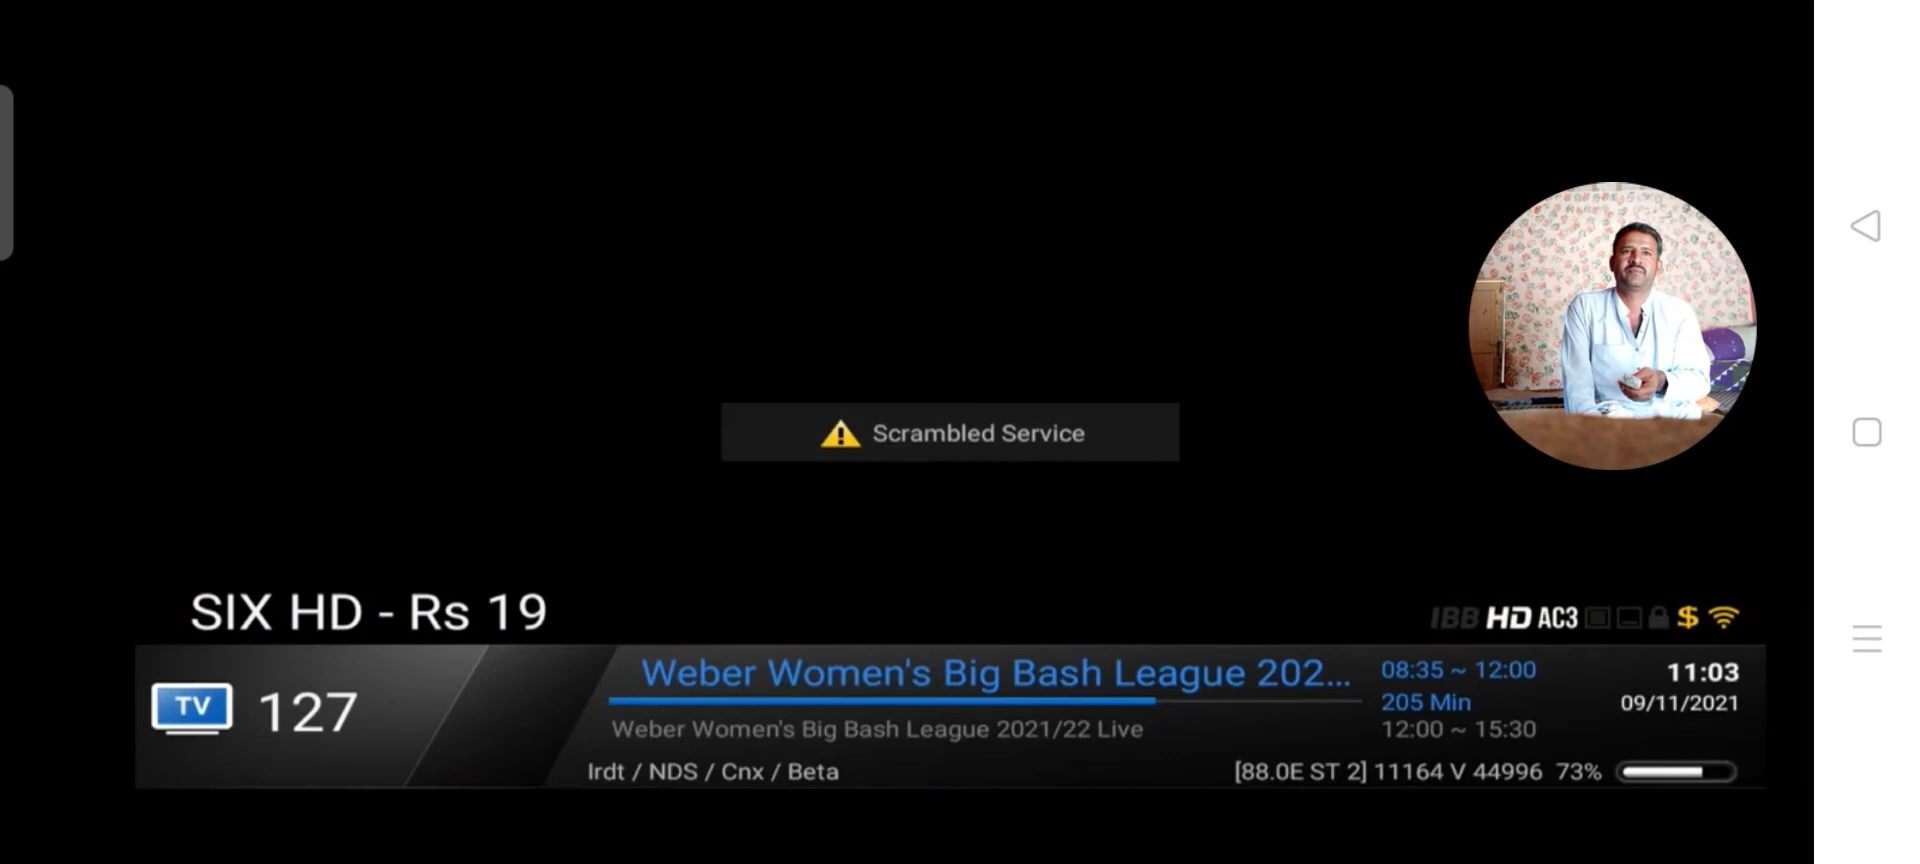 Scrambled Service
SIX HD - Rs 19
IBB HD AC3 $
TV 127
Weber Women's Big Bash League 202... 08:35 ~ 12:00 11:03
205 Min 09/11/2021
Weber Women's Big Bash League 2021/22 Live 12:00 ~ 15:30
Irdt / NDS / Cnx / Beta [88.0E ST 2] 11164 V 44996 73%